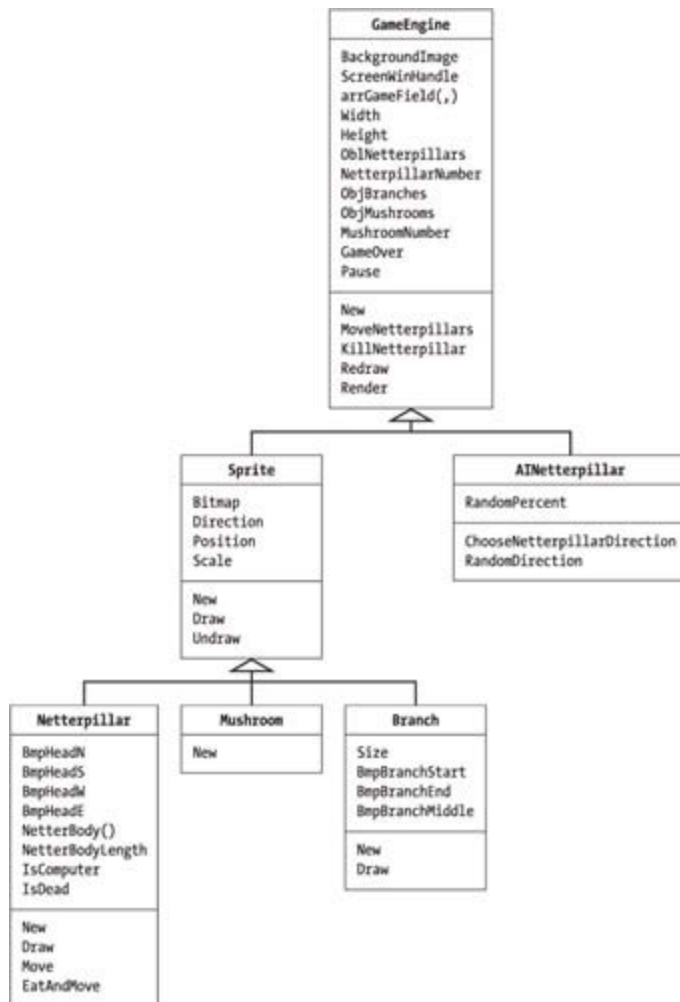 GameEngine
BackgroundImage
ScreenWinHandle
arrGameField(,)
Width
Height
OblNetterpillars
NetterpillarNumber
ObjBranches
ObjMushrooms
MushroomNumber
GameOver
Pause
New
MoveNetterpillars
KillNetterpillar
Redraw
Render
Sprite
Bitmap
Direction
Position
Scale
New
Draw
Undraw
AINetterpillar
RandomPercent
ChooseNetterpillarDirection
RandomDirection
Netterpillar
BmpHeadN
BmpHeadS
BmpHeadW
BmpHeadE
NetterBody()
NetterBodyLength
IsComputer
IsDead
New
Draw
Move
EatAndMove
Mushroom
New
Branch
Size
BmpBranchStart
BmpBranchEnd
BmpBranchMiddle
New
Draw